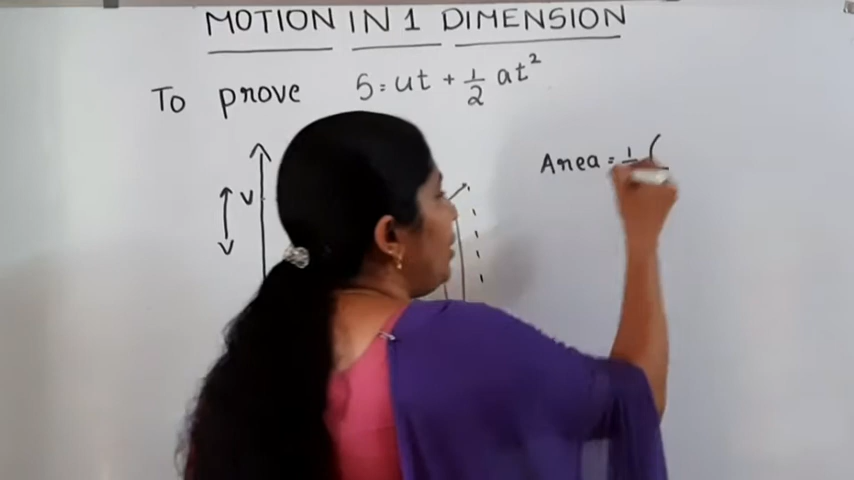 MOTION IN 1 DIMENSION
To prove S = ut + 1/2 at²
Area = 1/2 (
V